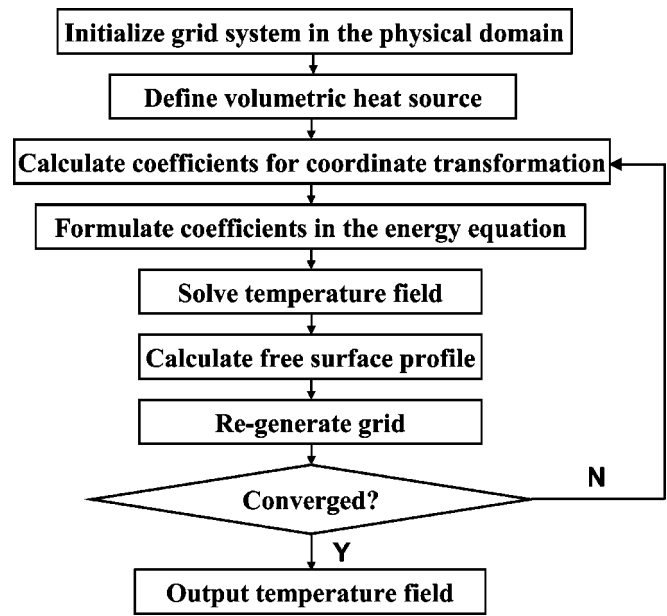 Initialize grid system in the physical domain
Define volumetric heat source
Calculate coefficients for coordinate transformation
Formulate coefficients in the energy equation
Solve temperature field
Calculate free surface profile
Re-generate grid
Converged?
N
Y
Output temperature field